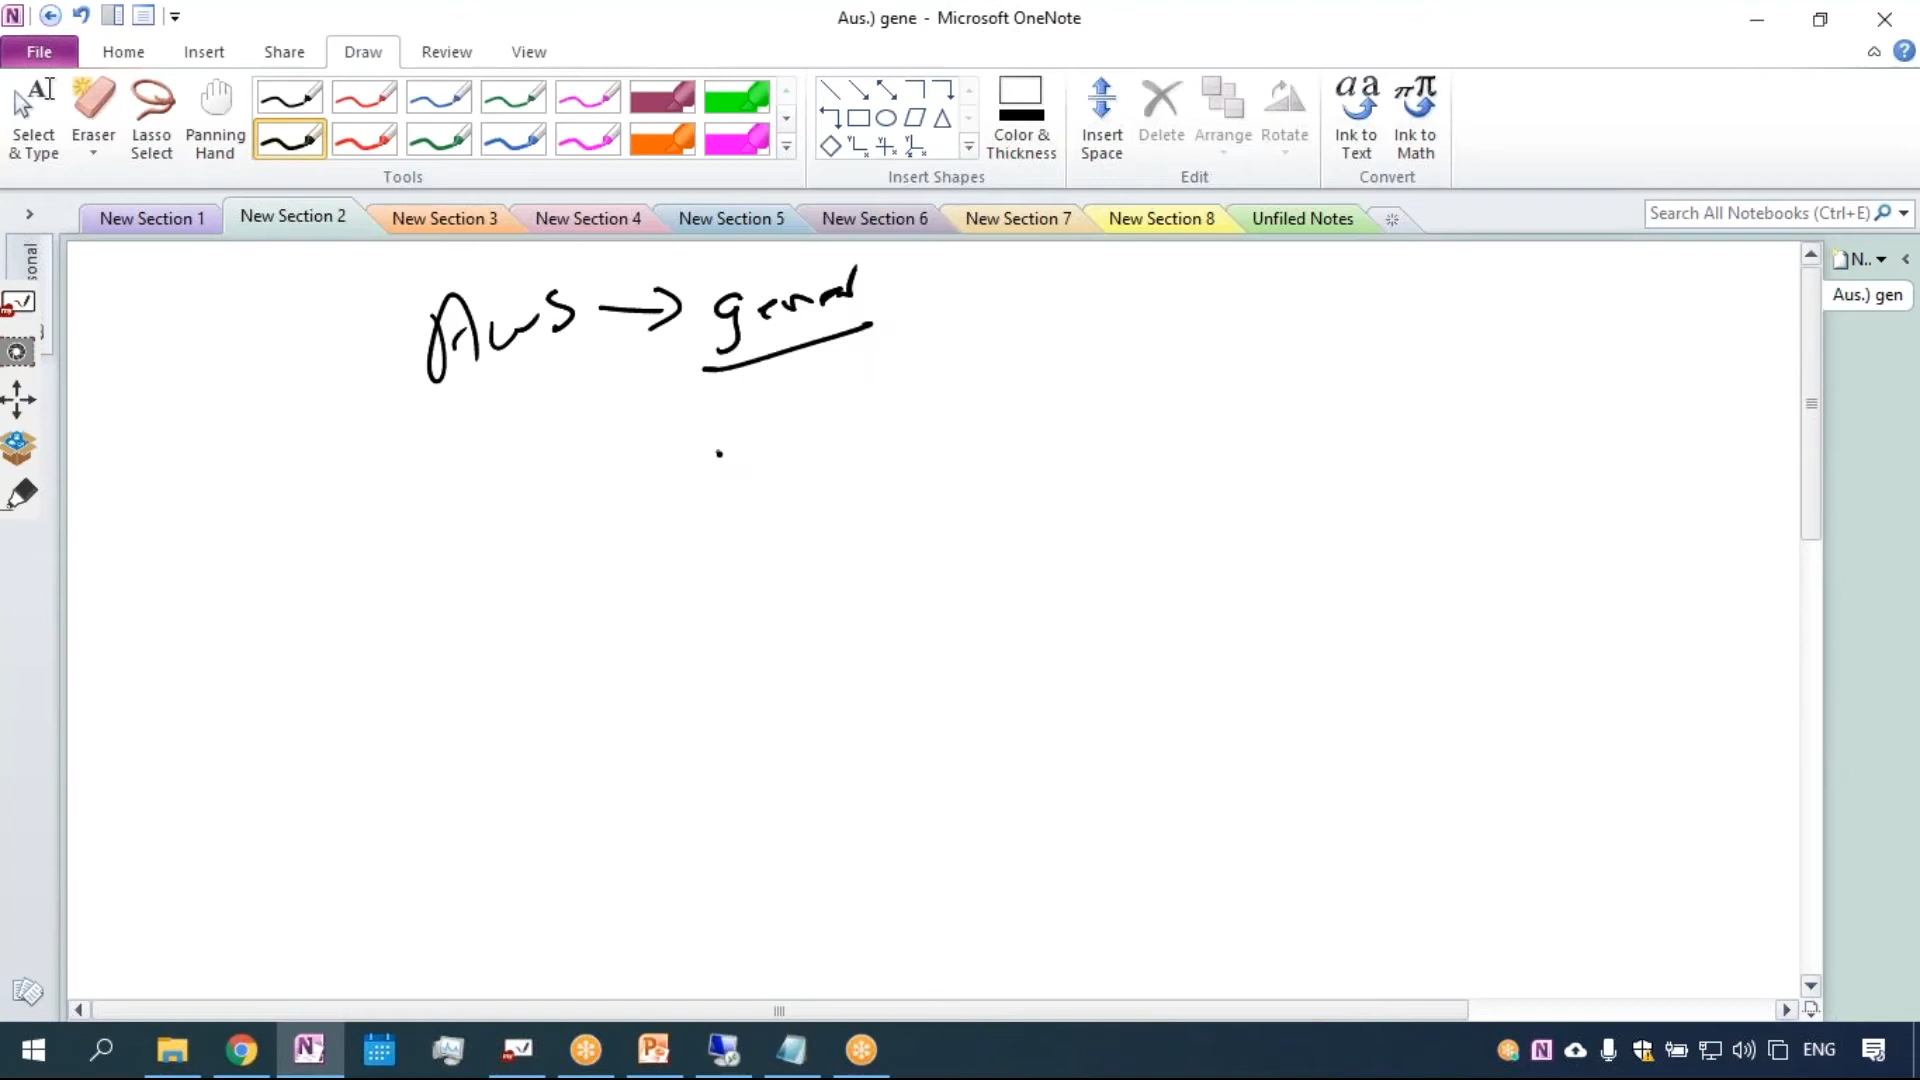 Aus.) gene - Microsoft OneNote
File Home Insert Share Draw Review View
Select & Type
Eraser
Lasso Select
Panning Hand
Color & Thickness
Insert Space
Delete
Arrange
Rotate
Ink to Text
Ink to Math
Tools
Insert Shapes
Edit
Convert
New Section 1 New Section 2 New Section 3 New Section 4 New Section 5 New Section 6 New Section 7 New Section 8 Unfiled Notes
Search All Notebooks (Ctrl+E)
N..
Aus.) gen
sonal
Aws →
ENG